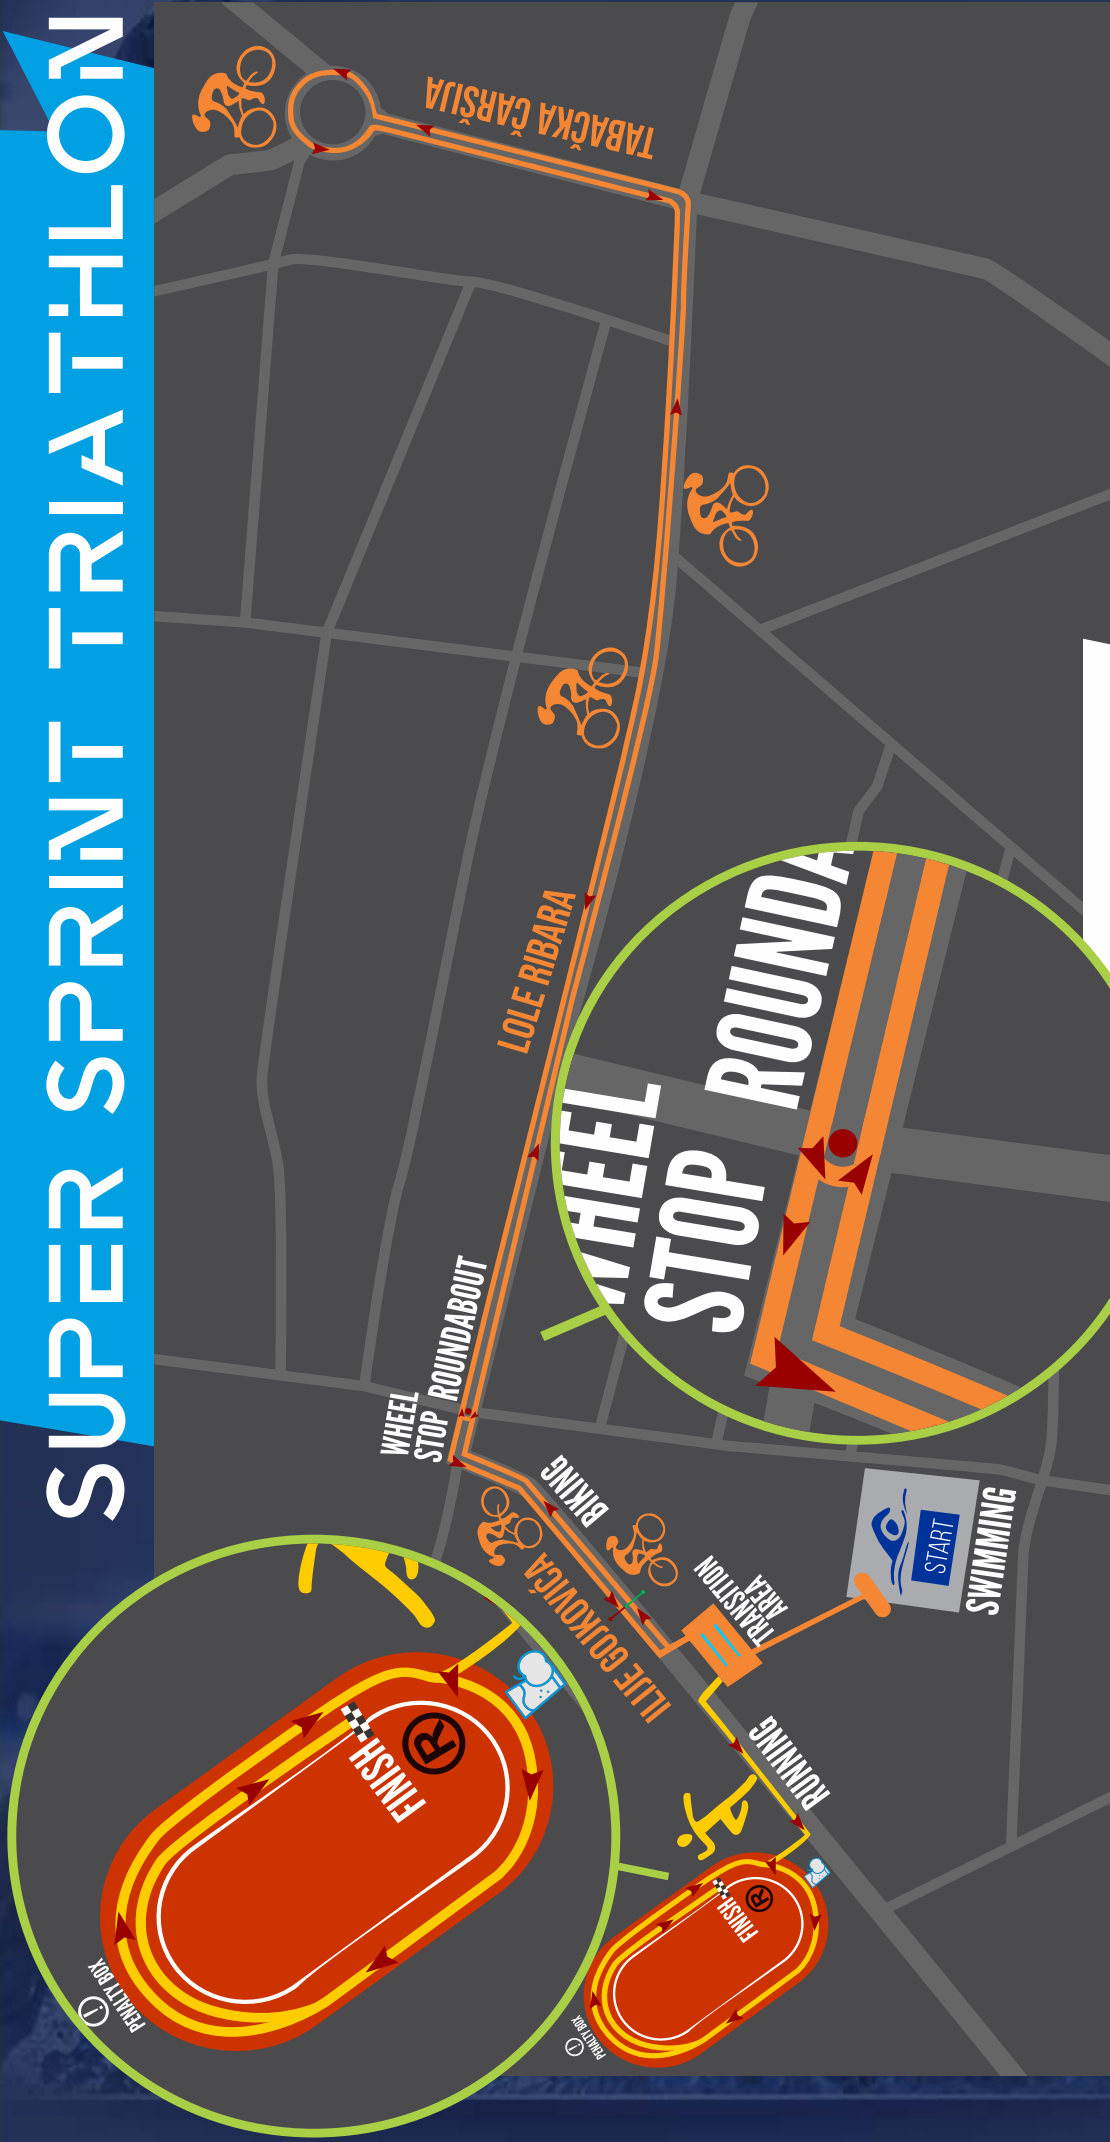 SUPER SPRINT TRIATHLON
TABAČKA ČARŠIJA
LOLE RIBARA
WHEEL
STOP ROUNDABOUT
WHEEL
STOP ROUNDA
BIKING
ILIJE GOJKOVIĆA
TRANSITION
AREA
START
SWIMMING
RUNNING
FINISH
R
PENALTY BOX
i
FINISH
R
PENALTY BOX
i